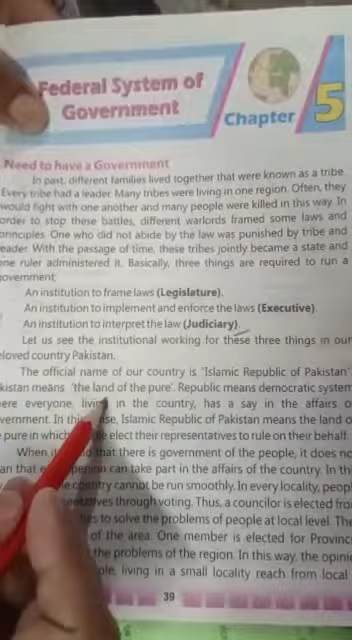 Federal System of
Government
Chapter 5
Need to have a Government
In past, different families lived together that were known as a tribe.
Every tribe had a leader. Many tribes were living in one region. Often, they
would fight with one another and many people were killed in this way. In
order to stop these battles, different warlords framed some laws and
principles. One who did not abide by the law was punished by tribe and
eader. With the passage of time, these tribes jointly became a state and
one ruler administered it. Basically, three things are required to run a
overnment;
An institution to frame laws (Legislature).
An institution to implement and enforce the laws (Executive).
An institution to interpret the law (Judiciary).
Let us see the institutional working for these three things in our
loved country Pakistan.
The official name of our country is 'Islamic Republic of Pakistan'
kistan means 'the land of the pure'. Republic means democratic system
ere everyone, living in the country, has a say in the affairs o
vernment. In this se, Islamic Republic of Pakistan means the land o
pure in which le elect their representatives to rule on their behalf.
When it d that there is government of the people, it does no
an that e person can take part in the affairs of the country. In th
country cannot be run smoothly. In every locality, peopl
ntatives through voting. Thus, a councilor is elected fro
es to solve the problems of people at local level. The
of the area. One member is elected for Provinc
the problems of the region. In this way, the opini
ple, living in a small locality reach from local
39